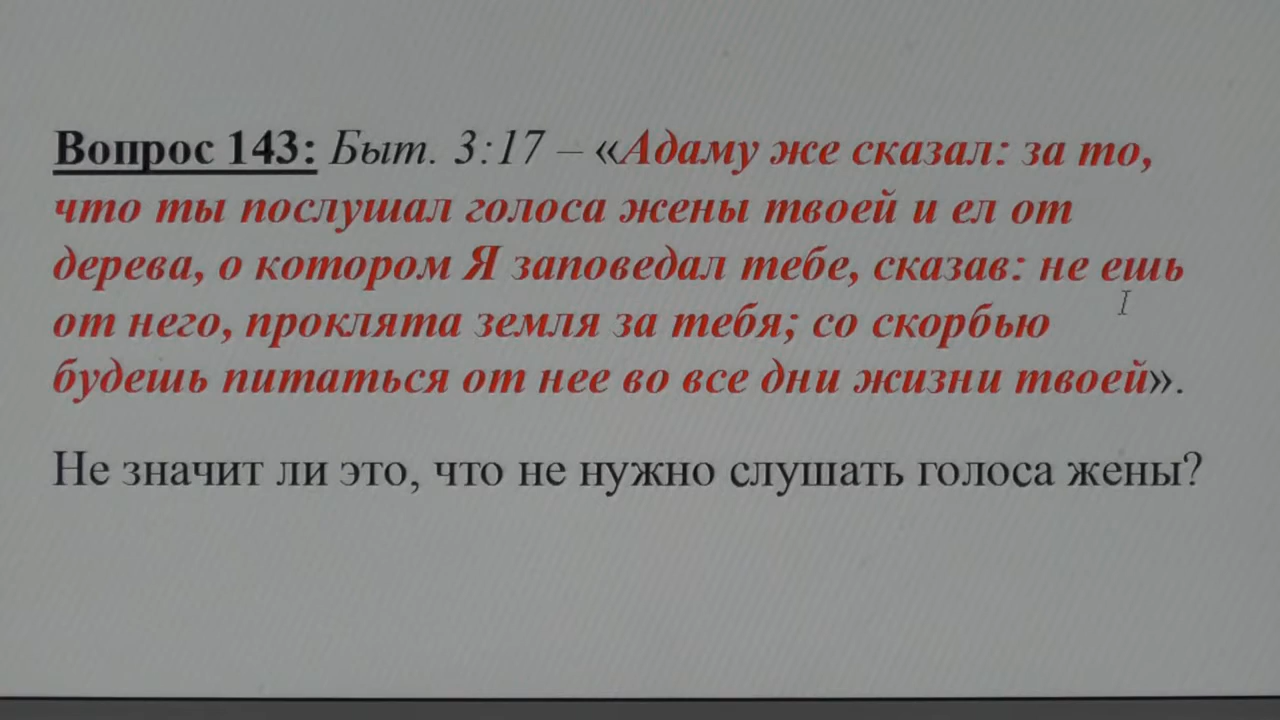 Вопрос 143: Быт. 3:17 – «Адаму же сказал: за то,
что ты послушал голоса жены твоей и ел от
дерева, о котором Я заповедал тебе, сказав: не ешь
от него, проклята земля за тебя; со скорбью
будешь питаться от нее во все дни жизни твоей».
Не значит ли это, что не нужно слушать голоса жены?